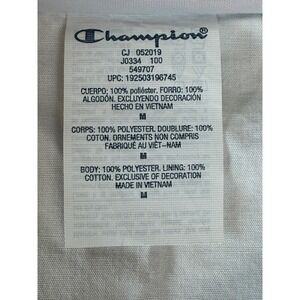 Champion
CJ 052019
J0334 100
549707
UPC: 192503196745
CUERPO; 100% poliéster. FORRO: 100%
ALGODÓN. EXCLUYENDO DECORACIÓN
HECHO EN VIETNAM
M
CORPS: 100% POLYESTER. DOUBLURE: 100%
COTON. ORNEMENTS NON COMPRIS
FABRIQUÉ AU VIÊT-NAM
M
BODY: 100% POLYESTER. LINING: 100%
COTTON. EXCLUSIVE OF DECORATION
MADE IN VIETNAM
M